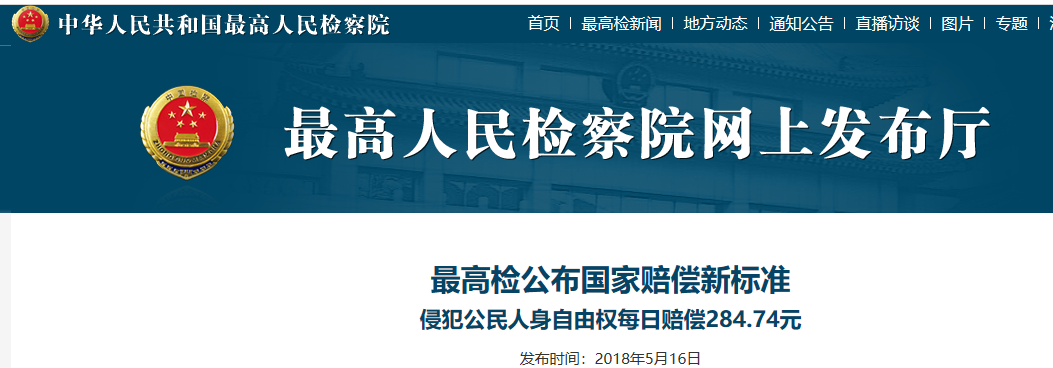 中华人民共和国最高人民检察院
首页 | 最高检新闻 | 地方动态 | 通知公告 | 直播访谈 | 图片 | 专题 |
最高人民检察院网上发布厅
最高检公布国家赔偿新标准
侵犯公民人身自由权每日赔偿284.74元
发布时间：2018年5月16日